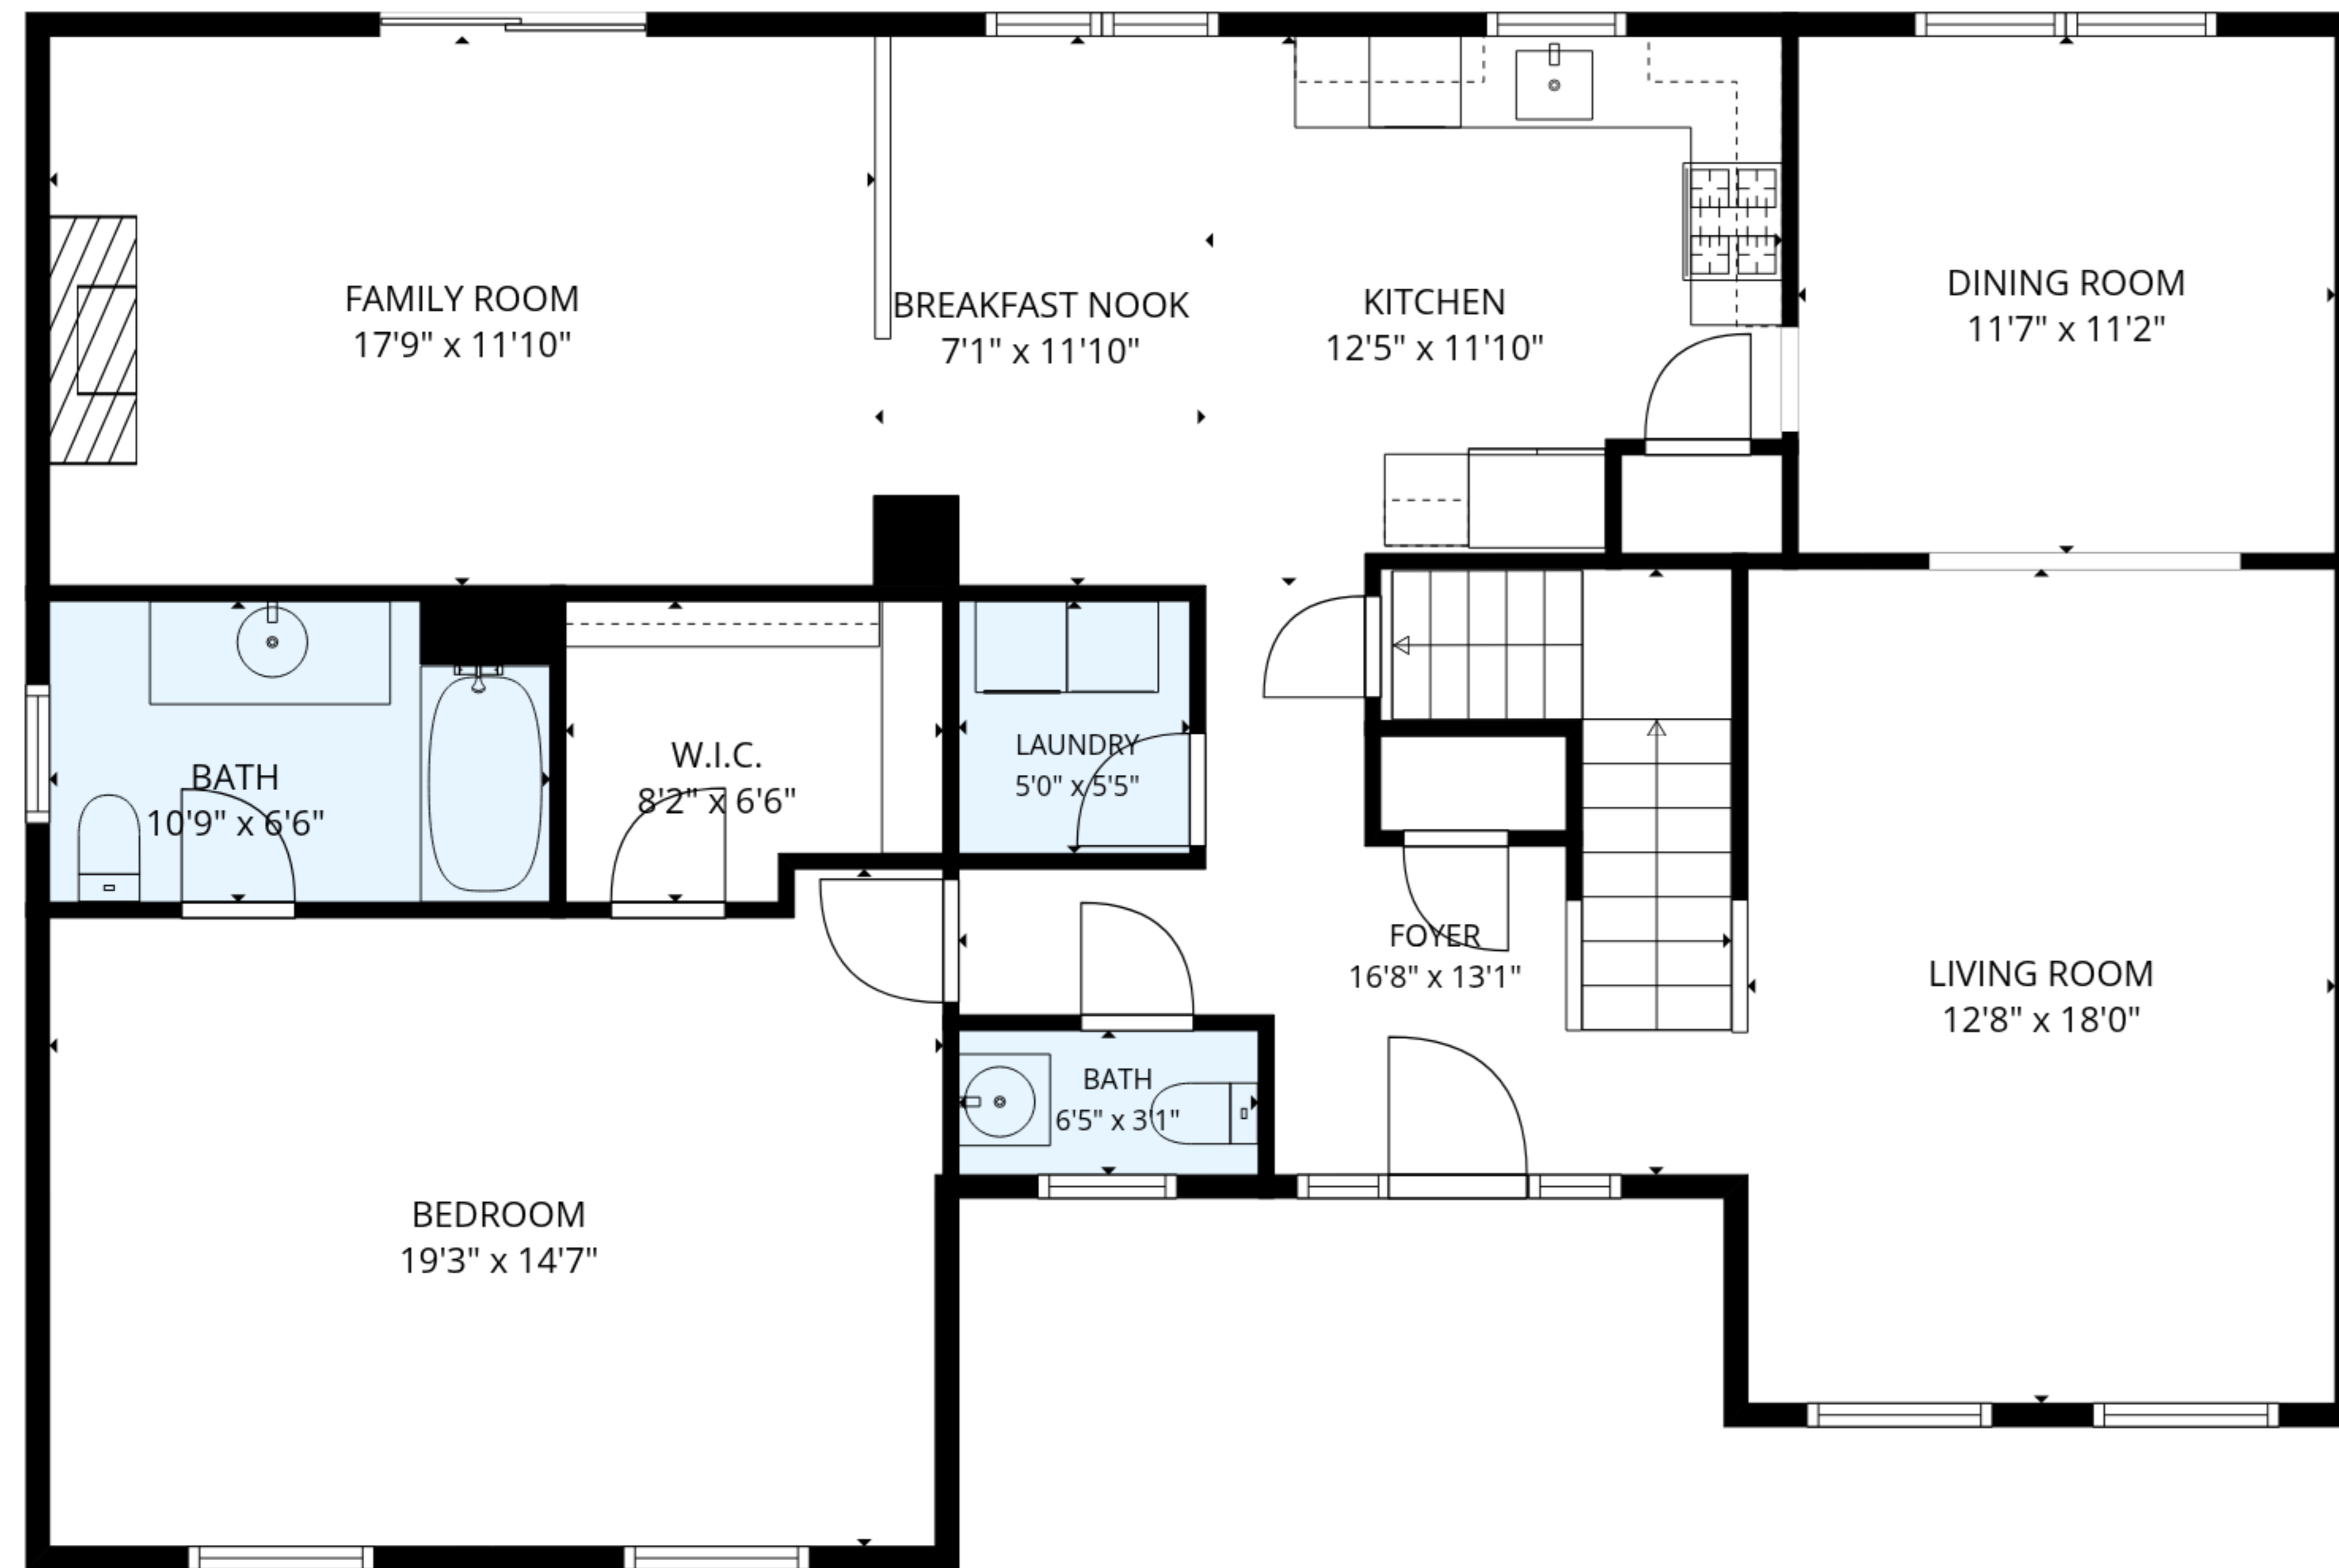 FAMILY ROOM
17'9" x 11'10"
BREAKFAST NOOK
7'1" x 11'10"
KITCHEN
12'5" x 11'10"
DINING ROOM
11'7" x 11'2"
BATH
10'9" x 6'6"
W.I.C.
8'2" x 6'6"
LAUNDRY
5'0" x 5'5"
FOYER
16'8" x 13'1"
LIVING ROOM
12'8" x 18'0"
BATH
6'5" x 3'1"
BEDROOM
19'3" x 14'7"